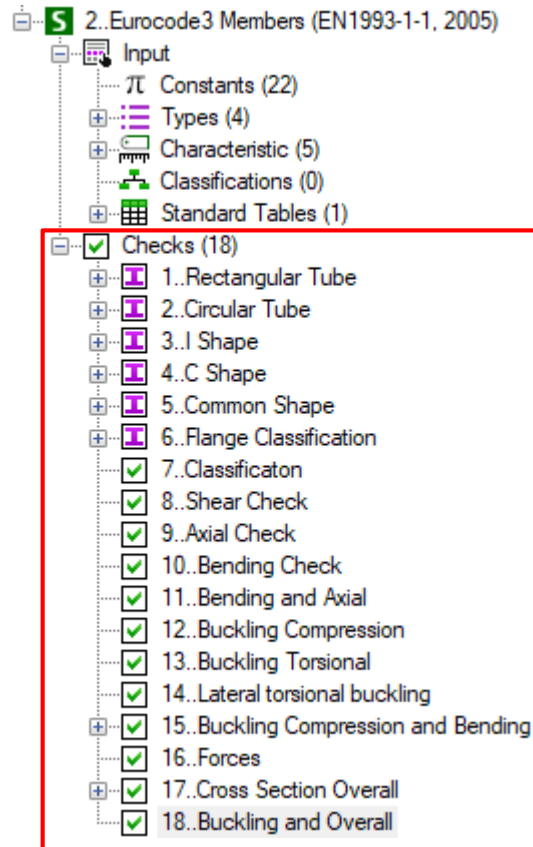 S 2..Eurocode3 Members (EN1993-1-1, 2005)
Input
π Constants (22)
Types (4)
Characteristic (5)
Classifications (0)
Standard Tables (1)
Checks (18)
1..Rectangular Tube
2..Circular Tube
3..I Shape
4..C Shape
5..Common Shape
6..Flange Classification
7..Classificaton
8..Shear Check
9..Axial Check
10..Bending Check
11..Bending and Axial
12..Buckling Compression
13..Buckling Torsional
14..Lateral torsional buckling
15..Buckling Compression and Bending
16..Forces
17..Cross Section Overall
18..Buckling and Overall